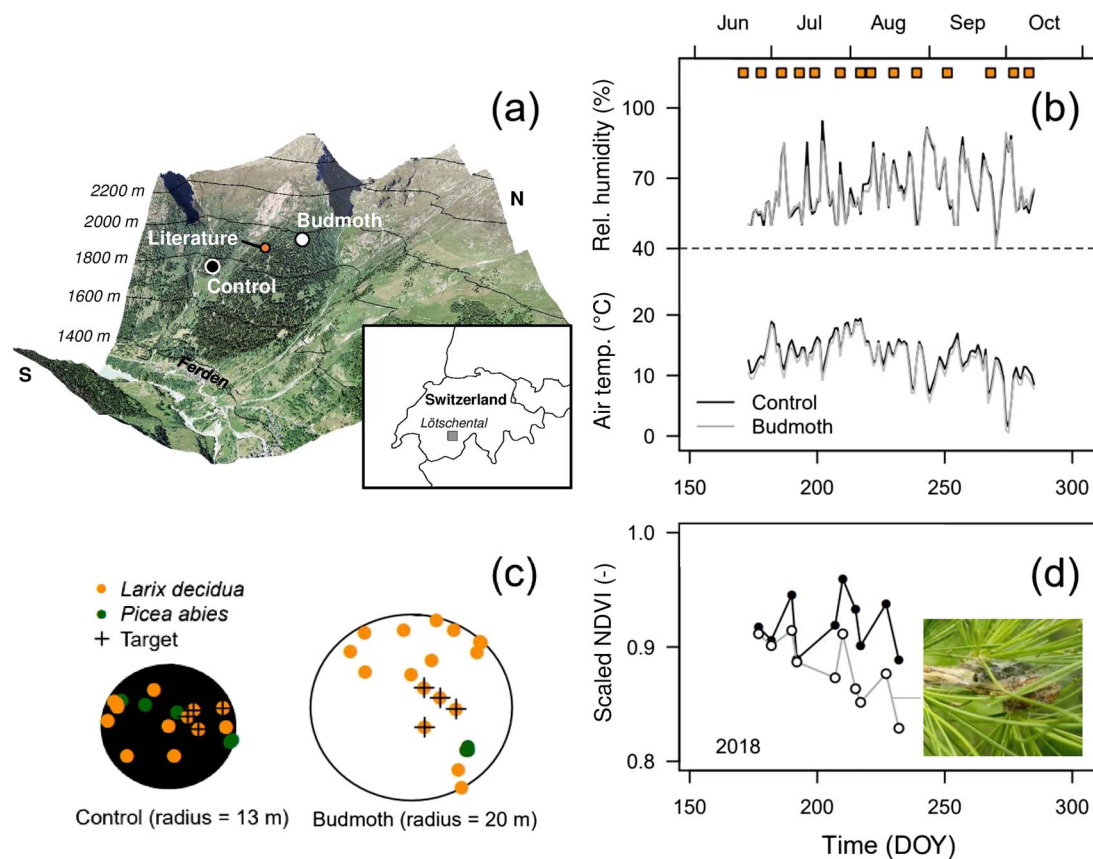 (a)
2200 m
2000 m
1800 m
1600 m
1400 m
N
S
Budmoth
Literature
Control
Ferden
Switzerland
Lötschental
Jun Jul Aug Sep Oct
(b)
Rel. humidity (%)
100
70
40
Air temp. (°C)
20
10
0
Control
Budmoth
150 200 250 300
(c)
Larix decidua
Picea abies
Target
Control (radius = 13 m)
Budmoth (radius = 20 m)
(d)
Scaled NDVI (-)
1.0
0.9
0.8
2018
150 200 250 300
Time (DOY)